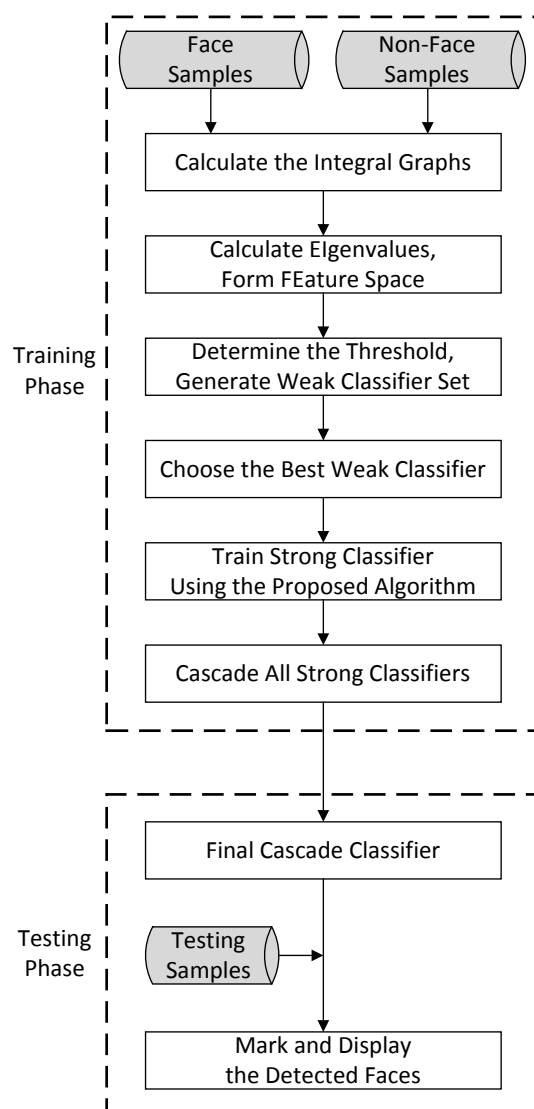 Face
Samples
Non-Face
Samples
Calculate the Integral Graphs
Calculate EIgenvalues,
Form FEature Space
Training
Phase
Determine the Threshold,
Generate Weak Classifier Set
Choose the Best Weak Classifier
Train Strong Classifier
Using the Proposed Algorithm
Cascade All Strong Classifiers
Final Cascade Classifier
Testing
Phase
Testing
Samples
Mark and Display
the Detected Faces